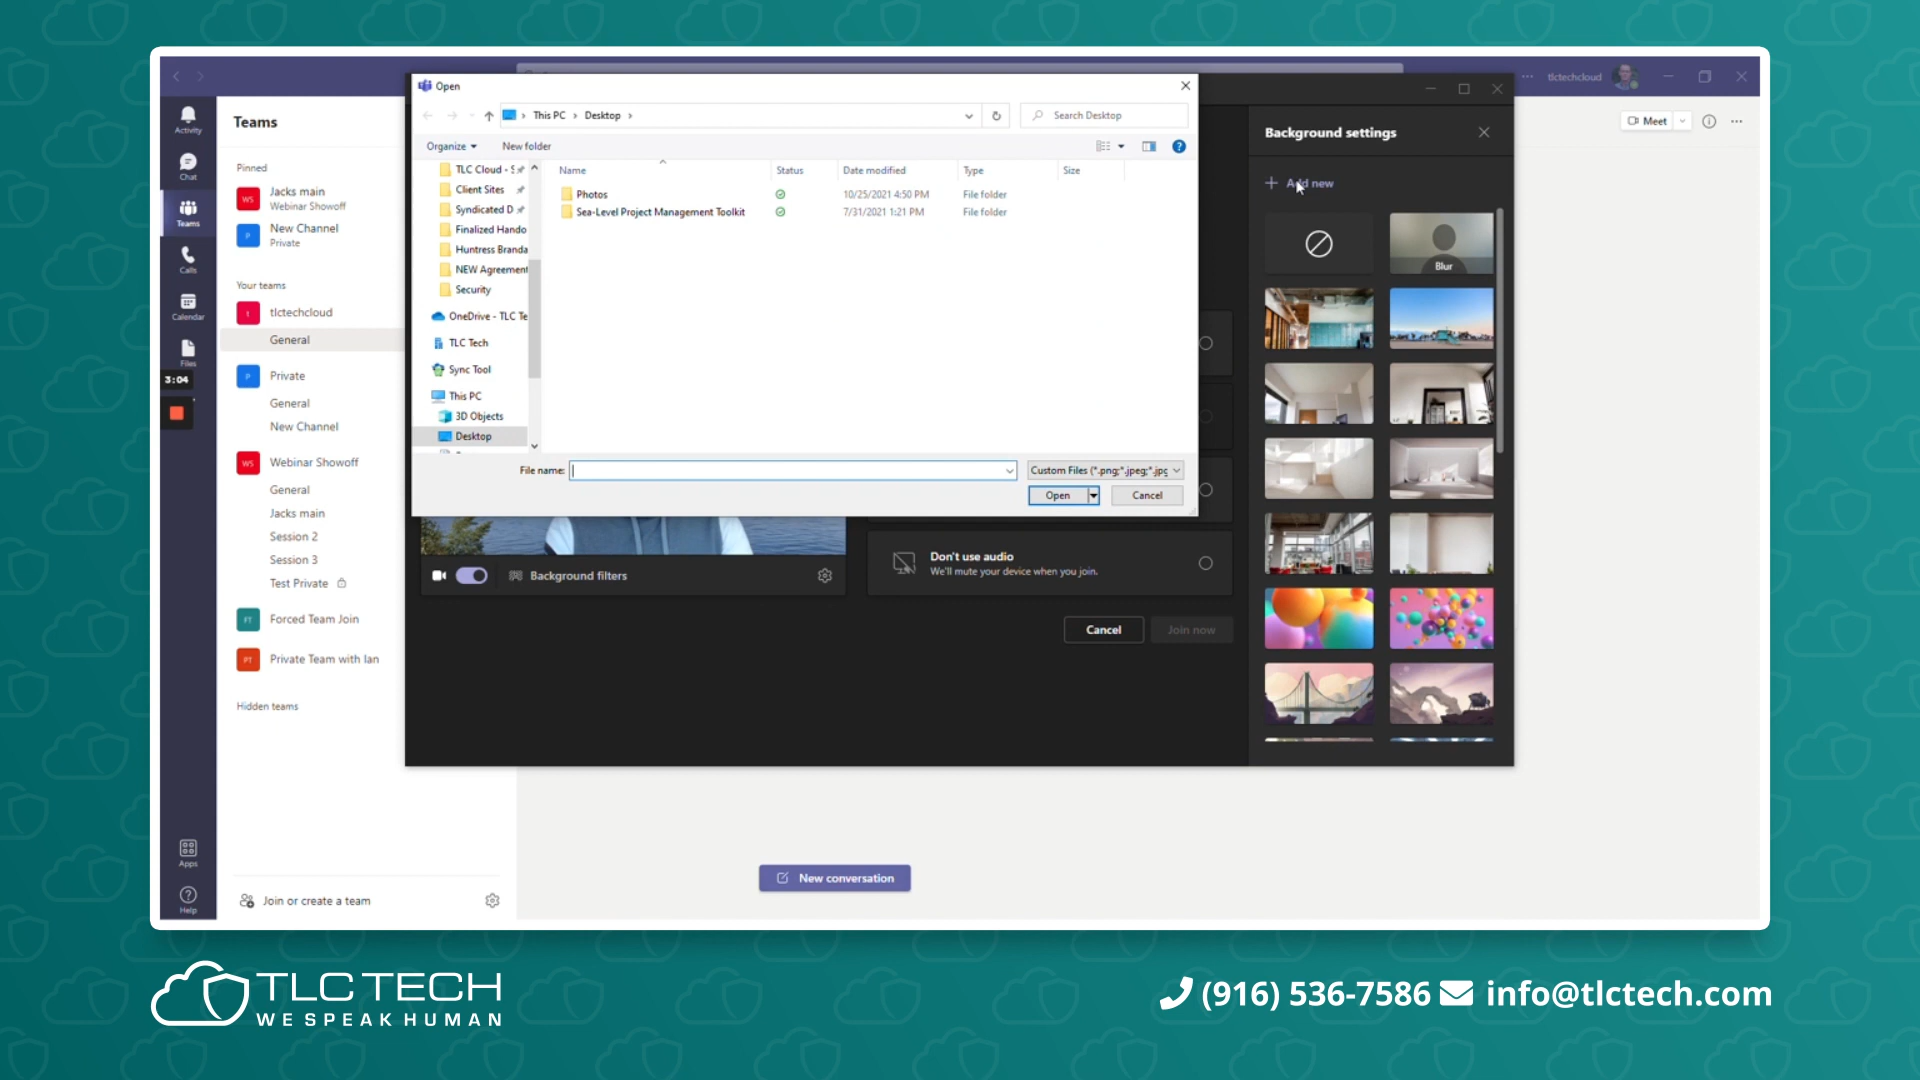 tlctechcloud
Activity
Chat
Teams
Calls
Calendar
Files
3:04
Apps
Help
Teams
Pinned
WS
Jacks main
Webinar Showoff
P
New Channel
Private
Your teams
t
tlctechcloud
General
P
Private
General
New Channel
WS
Webinar Showoff
General
Jacks main
Session 2
Session 3
Test Private
FT
Forced Team Join
PT
Private Team with Ian
Hidden teams
Join or create a team
Open
This PC
Desktop
Search Desktop
Organize
New folder
TLC Cloud - S
Client Sites
Syndicated D
Finalized Hando
Huntress Branda
NEW Agreement
Security
OneDrive - TLC Te
TLC Tech
Sync Tool
This PC
3D Objects
Desktop
Name Status Date modified Type Size
Photos 10/25/2021 4:50 PM File folder
Sea-Level Project Management Toolkit 7/31/2021 1:21 PM File folder
File name:
Custom Files (*.png;*.jpeg;*.jpg
Open
Cancel
Background filters
Don't use audio
We'll mute your device when you join.
Cancel
Join now
Background settings
+ Add new
Blur
Meet
New conversation
TLC TECH
WE SPEAK HUMAN
(916) 536-7586 info@tlctech.com